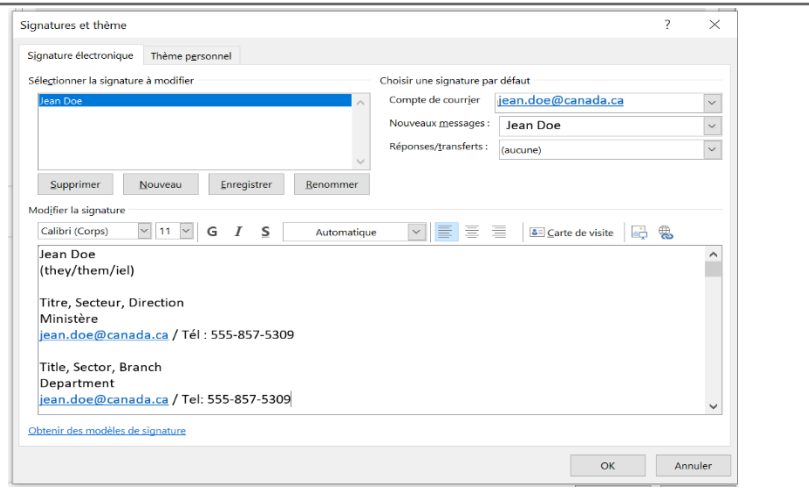 Signatures et thème ?
Signature électronique Thème personnel
Sélectionner la signature à modifier
Jean Doe
Supprimer Nouveau Enregistrer Renommer
Choisir une signature par défaut
Compte de courrier jean.doe@canada.ca
Nouveaux messages : Jean Doe
Réponses/transferts : (aucune)
Modifier la signature
Calibri (Corps) 11 G I S Automatique Carte de visite
Jean Doe
(they/them/iel)
Titre, Secteur, Direction
Ministère
jean.doe@canada.ca / Tél : 555-857-5309
Title, Sector, Branch
Department
jean.doe@canada.ca / Tel: 555-857-5309
Obtenir des modèles de signature
OK Annuler